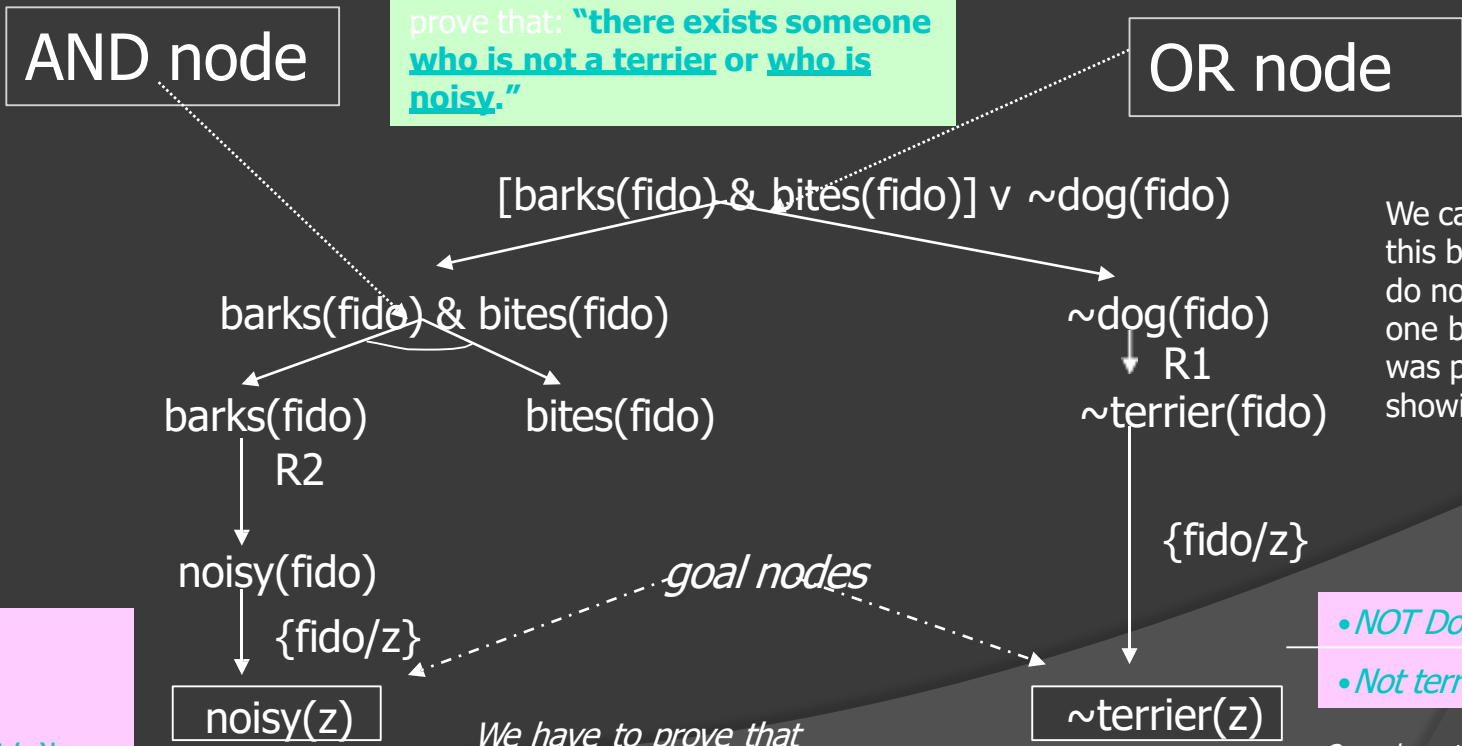 prove that: “there exists someone
who is not a terrier or who is
noisy.”
AND node
OR node
[barks(fido) & bites(fido)] v ~dog(fido)
We ca
this b
do no
one b
was p
showi
barks(fido) & bites(fido)
~dog(fido)
R1
barks(fido)
bites(fido)
~terrier(fido)
R2
{fido/z}
noisy(fido)
goal nodes
{fido/z}
•NOT Do
•Not terr
noisy(z)
~terrier(z)
We have to prove that